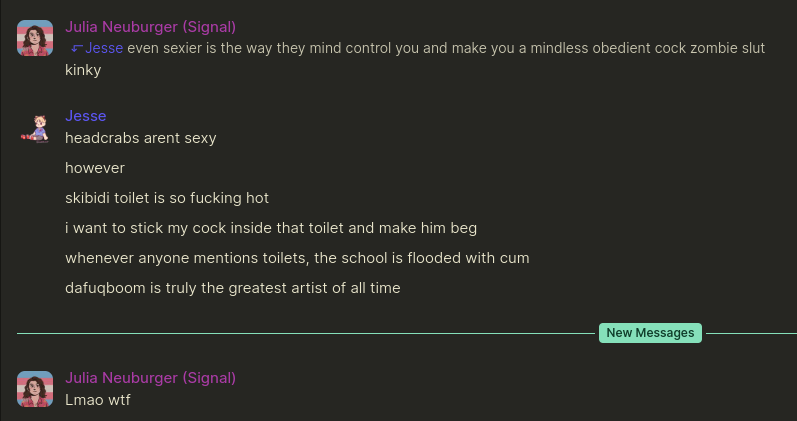 Julia Neuburger (Signal)
Jesse even sexier is the way they mind control you and make you a mindless obedient cock zombie slut
kinky
Jesse
headcrabs arent sexy
however
skibidi toilet is so fucking hot
i want to stick my cock inside that toilet and make him beg
whenever anyone mentions toilets, the school is flooded with cum
dafuqboom is truly the greatest artist of all time
New Messages
Julia Neuburger (Signal)
Lmao wtf